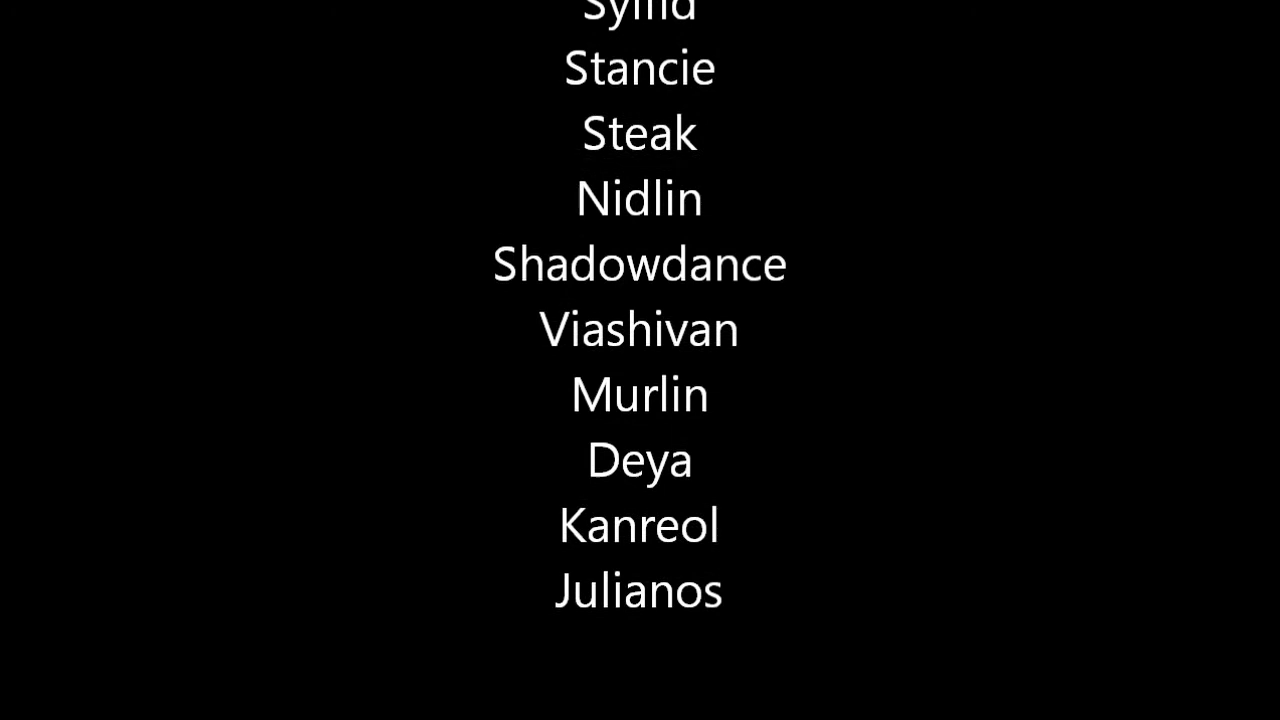 Stancie
Steak
Nidlin
Shadowdance
Viashivan
Murlin
Deya
Kanreol
Julianos